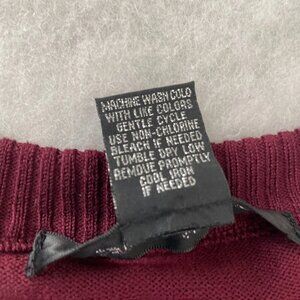 MACHINE WASH COLD
WITH LIKE COLORS
GENTLE CYCLE
USE NON-CHLORINE
BLEACH IF NEEDED
TUMBLE DRY LOW
REMOVE PROMPTLY
COOL IRON
IF NEEDED